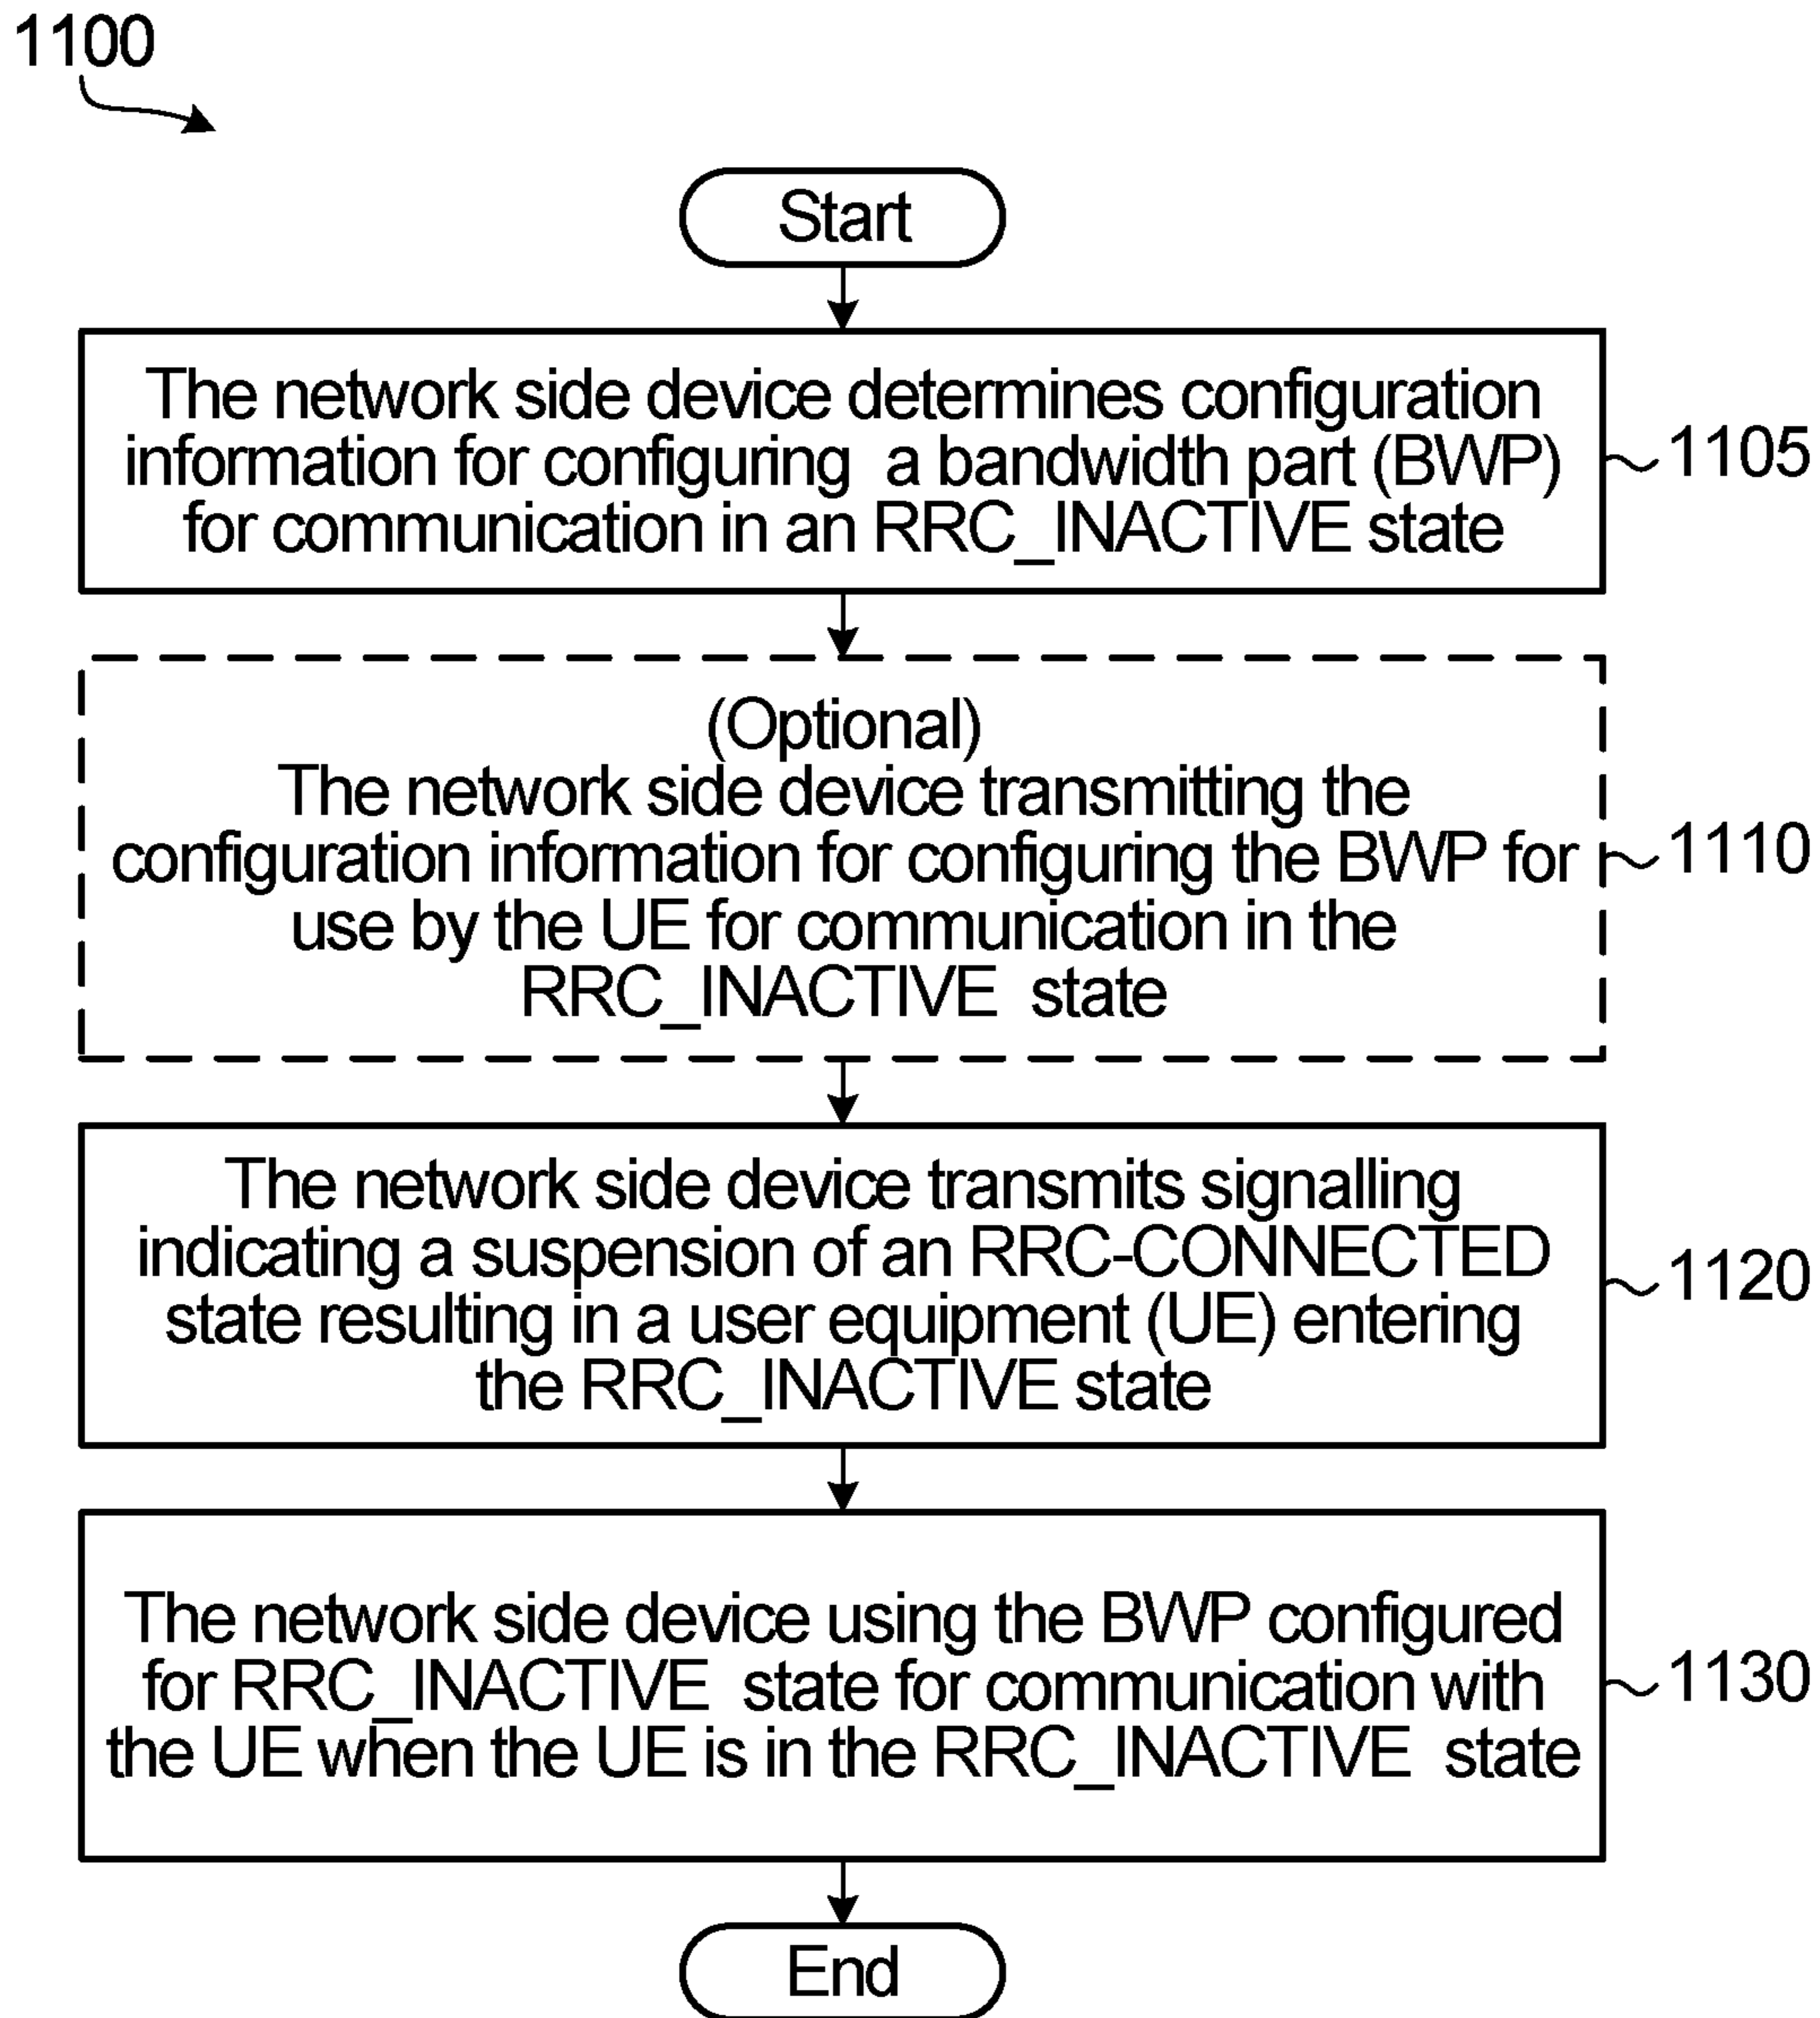 1100
Start
The network side device determines configuration
information for configuring a bandwidth part (BWP)
for communication in an RRC_INACTIVE state
1105
(Optional)
The network side device transmitting the
configuration information for configuring the BWP for
use by the UE for communication in the
RRC_INACTIVE state
1110
The network side device transmits signalling
indicating a suspension of an RRC-CONNECTED
state resulting in a user equipment (UE) entering
the RRC_INACTIVE state
1120
The network side device using the BWP configured
for RRC_INACTIVE state for communication with
the UE when the UE is in the RRC_INACTIVE state
1130
End